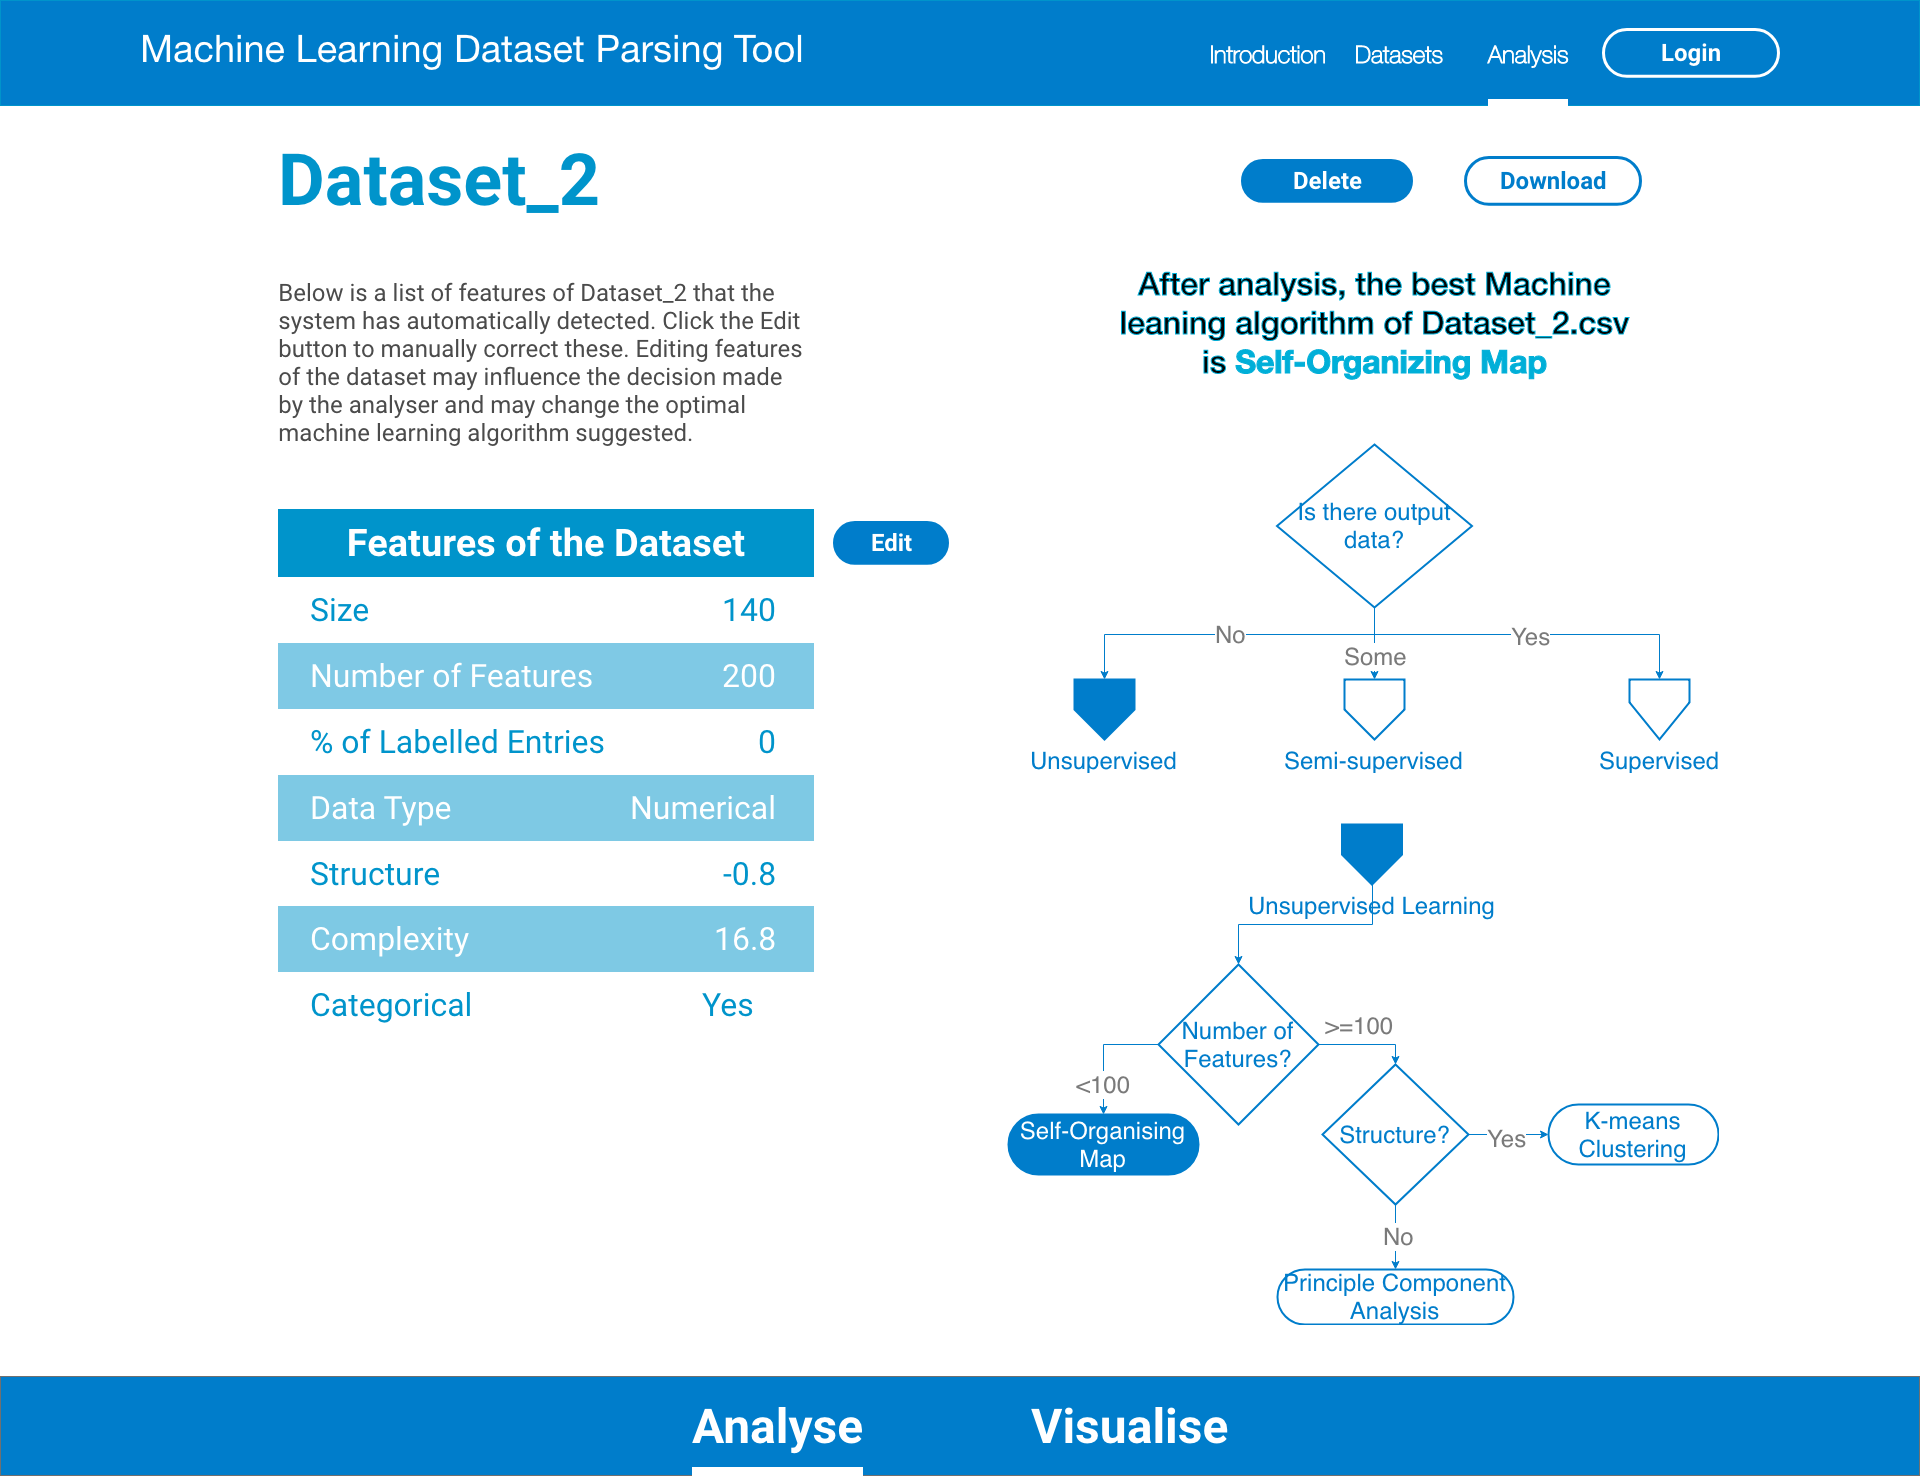 Machine Learning Dataset Parsing Tool
Introduction
Datasets
Analysis
Login
Dataset_2
Delete
Download
Below is a list of features of Dataset_2 that the
system has automatically detected. Click the Edit
button to manually correct these. Editing features
of the dataset may influence the decision made
by the analyser and may change the optimal
machine learning algorithm suggested.
Features of the Dataset
Edit
Size 140
Number of Features 200
% of Labelled Entries 0
Data Type Numerical
Structure -0.8
Complexity 16.8
Categorical Yes
After analysis, the best Machine
leaning algorithm of Dataset_2.csv
is Self-Organizing Map
Is there output
data?
No
Some
Yes
Unsupervised
Semi-supervised
Supervised
Unsupervised Learning
Number of
Features?
>=100
<100
Self-Organising
Map
Structure?
Yes
K-means
Clustering
No
Principle Component
Analysis
Analyse
Visualise